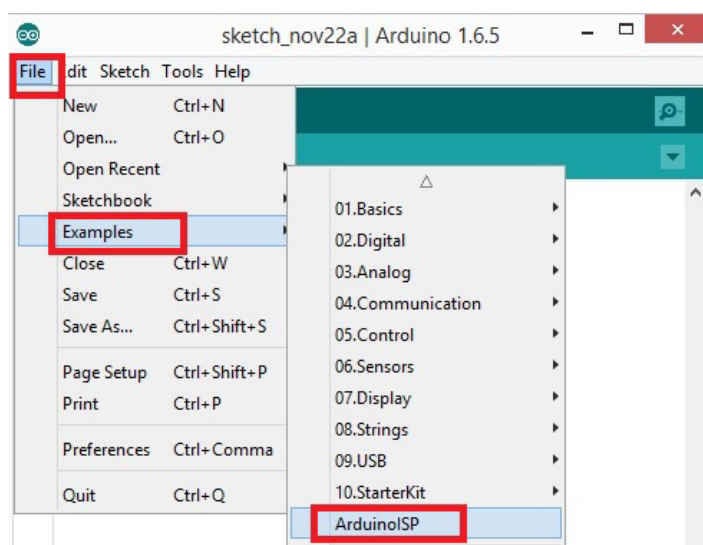 sketch_nov22a | Arduino 1.6.5
File Edit Sketch Tools Help
New Ctrl+N
Open... Ctrl+O
Open Recent
Sketchbook
Examples
Close Ctrl+W
Save Ctrl+S
Save As... Ctrl+Shift+S
Page Setup Ctrl+Shift+P
Print Ctrl+P
Preferences Ctrl+Comma
Quit Ctrl+Q
01.Basics
02.Digital
03.Analog
04.Communication
05.Control
06.Sensors
07.Display
08.Strings
09.USB
10.StarterKit
ArduinoISP